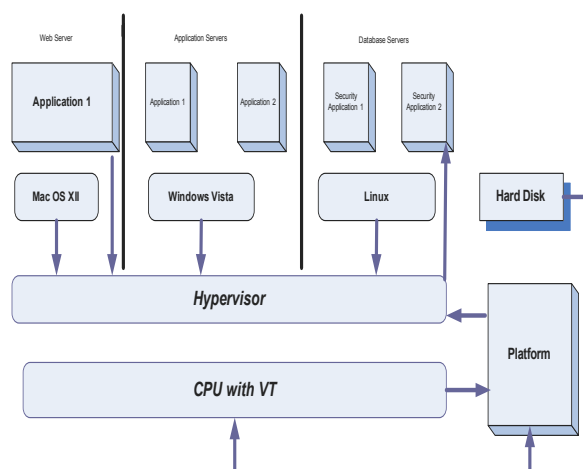 Web Server
Application Servers
Database Servers
Application 1
Application 1
Application 2
Security
Application 1
Security
Application 2
Mac OS XII
Windows Vista
Linux
Hard Disk
Hypervisor
Platform
CPU with VT